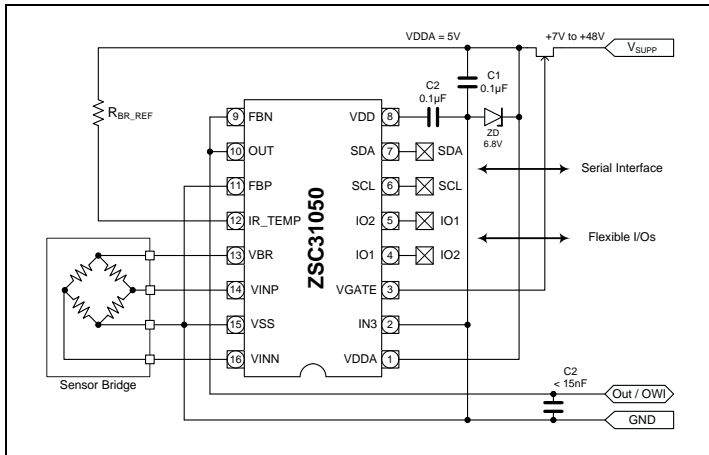 VDDA = 5V
+7V to +48V
VSUPP
C1
0.1µF
C2
0.1µF
RBR_REF
ZD
6.8V
ZSC31050
9 FBN
10 OUT
11 FBP
12 IR_TEMP
13 VBR
14 VINP
15 VSS
16 VINN
VDD 8
SDA 7 SDA
SCL 6 SCL
IO2 5 IO1
IO1 4 IO2
VGATE 3
IN3 2
VDDA 1
Serial Interface
Flexible I/Os
Sensor Bridge
C2
< 15nF
Out / OWI
GND